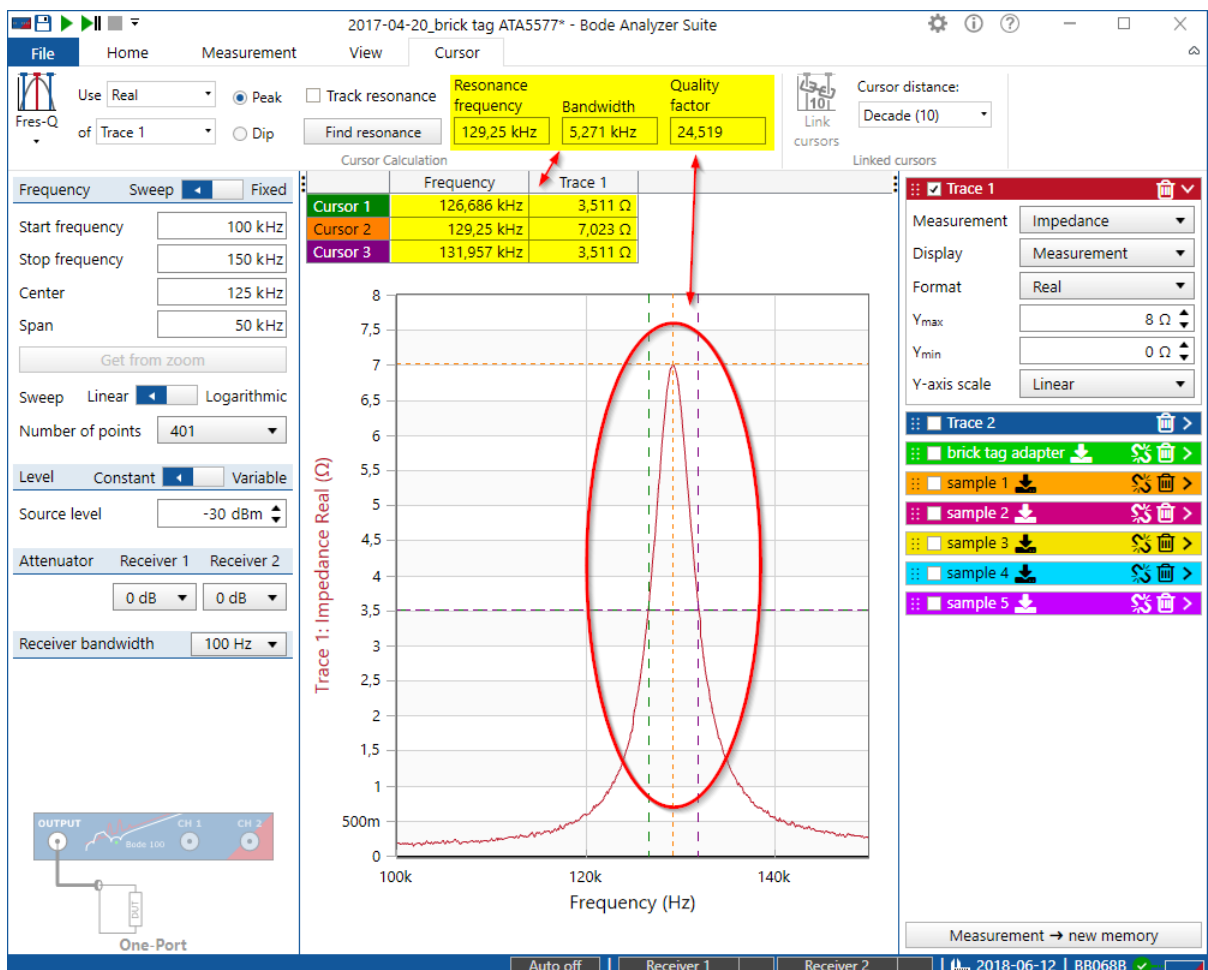 2017-04-20_brick tag ATA5577* - Bode Analyzer Suite
File Home Measurement View Cursor
Fres-Q
Use Real
of Trace 1
Peak
Dip
Track resonance
Find resonance
Resonance frequency
129,25 kHz
Bandwidth
5,271 kHz
Quality factor
24,519
Cursor Calculation
10
Link cursors
Cursor distance:
Decade (10)
Linked cursors
Frequency Sweep Fixed
Start frequency 100 kHz
Stop frequency 150 kHz
Center 125 kHz
Span 50 kHz
Get from zoom
Sweep Linear Logarithmic
Number of points 401
Level Constant Variable
Source level -30 dBm
Attenuator Receiver 1 Receiver 2
0 dB 0 dB
Receiver bandwidth 100 Hz
OUTPUT CH 1 CH 2
Bode 100
DUT
One-Port
Frequency Trace 1
Cursor 1 126,686 kHz 3,511 Ω
Cursor 2 129,25 kHz 7,023 Ω
Cursor 3 131,957 kHz 3,511 Ω
Trace 1: Impedance Real (Ω)
8
7,5
7
6,5
6
5,5
5
4,5
4
3,5
3
2,5
2
1,5
1
500m
0
100k 120k 140k
Frequency (Hz)
Trace 1
Measurement Impedance
Display Measurement
Format Real
Ymax 8 Ω
Ymin 0 Ω
Y-axis scale Linear
Trace 2
brick tag adapter
sample 1
sample 2
sample 3
sample 4
sample 5
Measurement → new memory
Auto off Receiver 1 Receiver 2 2018-06-12 BB068B